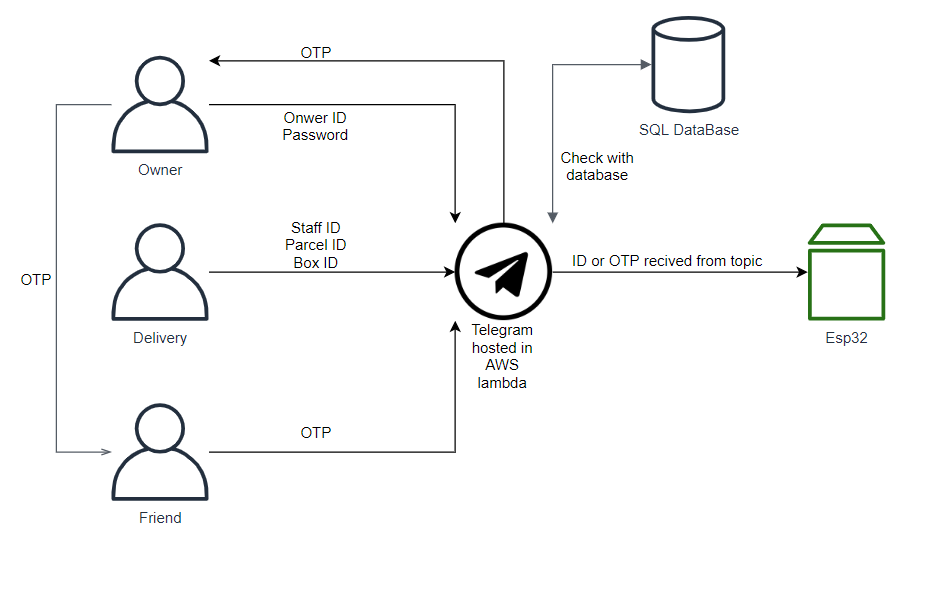 OTP
Onwer ID
Password
Owner
SQL DataBase
Check with
database
Staff ID
Parcel ID
Box ID
Delivery
OTP
ID or OTP recived from topic
Telegram
hosted in
AWS
lambda
Esp32
OTP
Friend